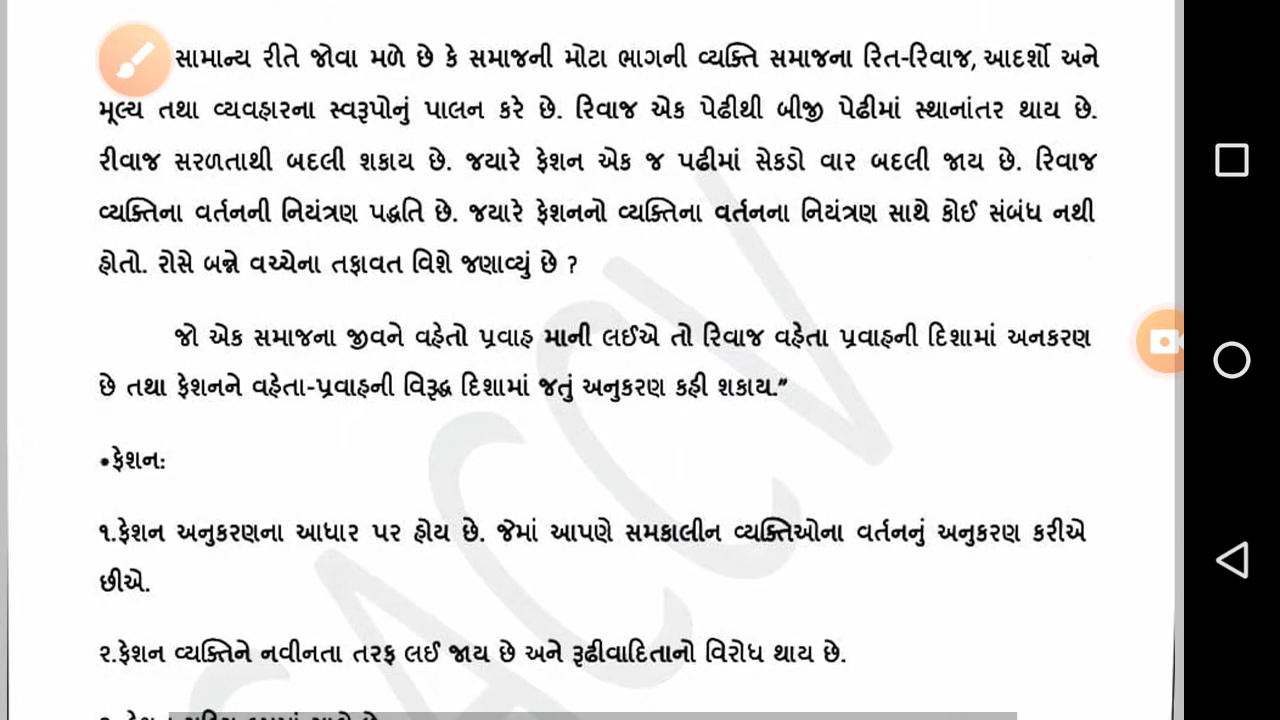 સામાન્ય રીતે જોવા મળે છે કે સમાજની મોટા ભાગની વ્યક્તિ સમાજના રિત-રિવાજ, આદર્શો અને
મૂલ્ય તથા વ્યવહારના સ્વરૂપોનું પાલન કરે છે. રિવાજ એક પેઢીથી બીજી પેઢીમાં સ્થાનાંતર થાય છે.
રીવાજ સરળતાથી બદલી શકાય છે. જયારે ફેશન એક જ પઢીમાં સેકડો વાર બદલી જાય છે. રિવાજ
વ્યક્તિના વર્તનની નિયંત્રણ પદ્ધતિ છે. જયારે ફેશનનો વ્યક્તિના વર્તનના નિયંત્રણ સાથે કોઈ સંબંધ નથી
હોતો. રોસે બન્ને વચ્ચેના તફાવત વિશે જણાવ્યું છે ?
જો એક સમાજના જીવને વહેતો પ્રવાહ માની લઈએ તો રિવાજ વહેતા પ્રવાહની દિશામાં અનકરણ
છે તથા ફેશનને વહેતા-પ્રવાહની વિરૂદ્ધ દિશામાં જતું અનુકરણ કહી શકાય.”
•ફેશન:
૧.ફેશન અનુકરણના આધાર પર હોય છે. જેમાં આપણે સમકાલીન વ્યક્તિઓના વર્તનનું અનુકરણ કરીએ
છીએ.
૨.ફેશન વ્યક્તિને નવીનતા તરફ લઈ જાય છે અને રૂઢીવાદિતાનો વિરોધ થાય છે.